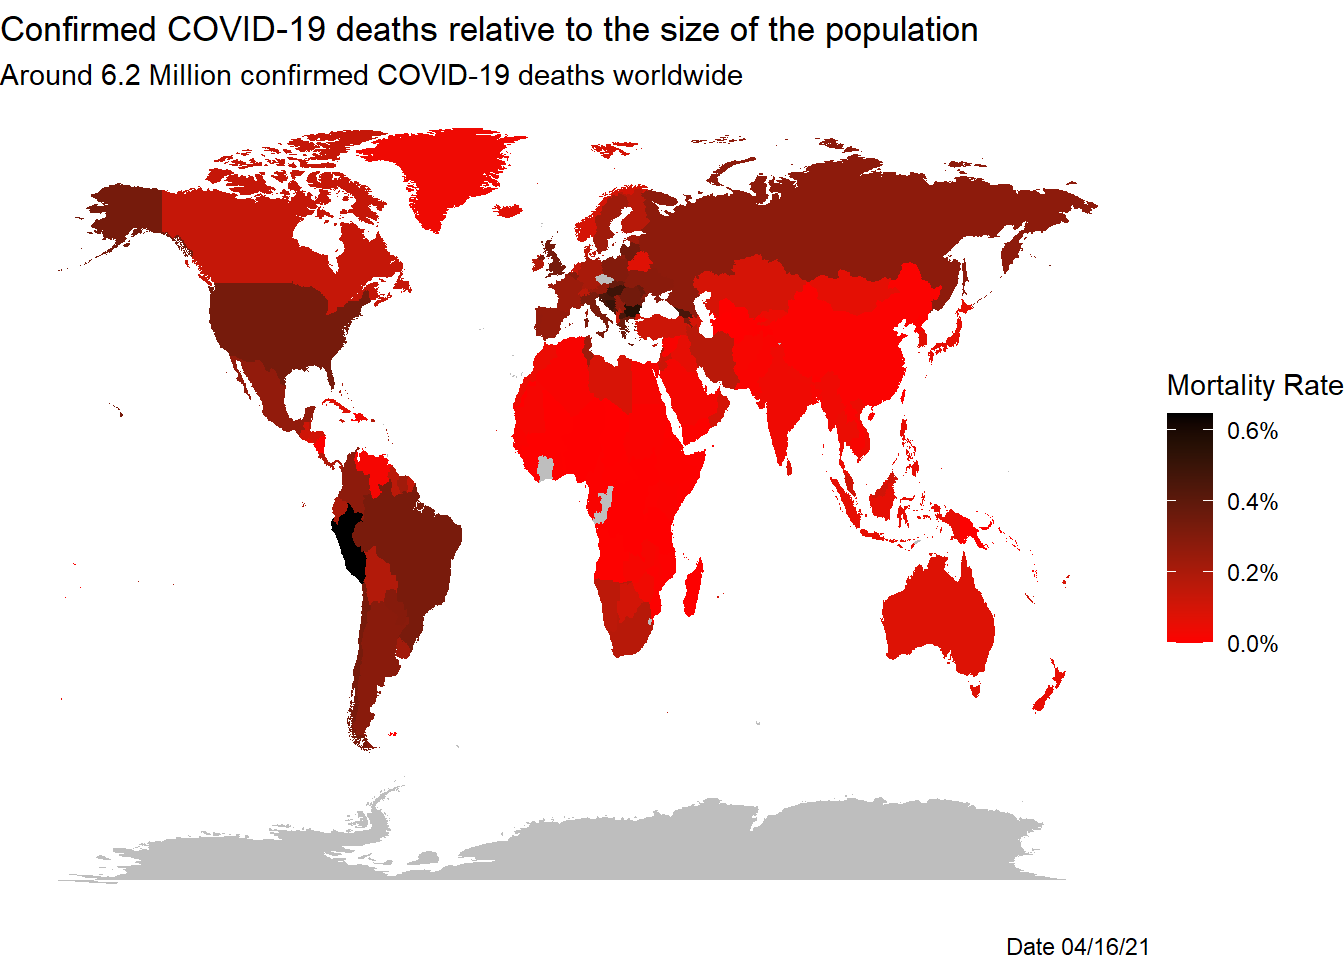 Confirmed COVID-19 deaths relative to the size of the population
Around 6.2 Million confirmed COVID-19 deaths worldwide
Mortality Rate
0.6%
0.4%
0.2%
0.0%
Date 04/16/21